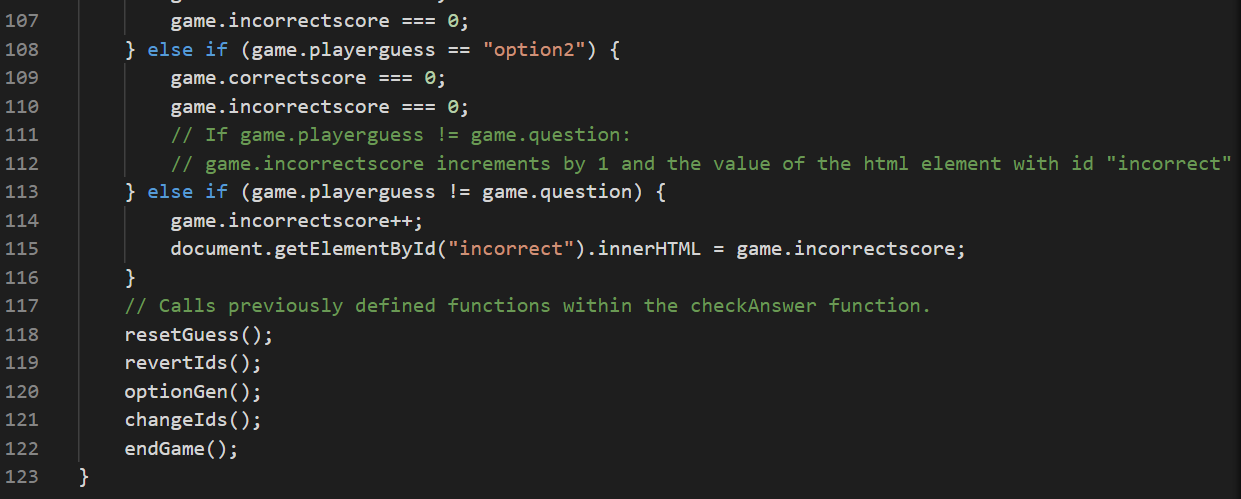 107 game.incorrectscore === 0;
108 } else if (game.playerguess == "option2") {
109 game.correctscore === 0;
110 game.incorrectscore === 0;
111 // If game.playerguess != game.question:
112 // game.incorrectscore increments by 1 and the value of the html element with id "incorrect"
113 } else if (game.playerguess != game.question) {
114 game.incorrectscore++;
115 document.getElementById("incorrect").innerHTML = game.incorrectscore;
116 }
117 // Calls previously defined functions within the checkAnswer function.
118 resetGuess();
119 revertIds();
120 optionGen();
121 changeIds();
122 endGame();
123 }